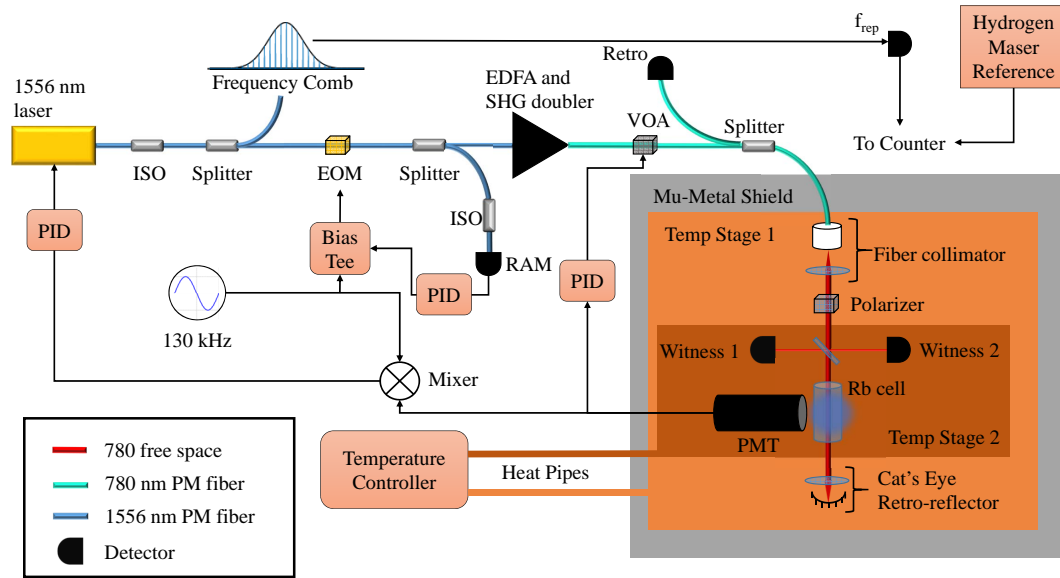 f_rep
Hydrogen
Maser
Reference
1556 nm
laser
Frequency Comb
EDFA and
SHG doubler
Retro
VOA
Splitter
To Counter
ISO
Splitter
EOM
Splitter
Mu-Metal Shield
PID
ISO
Temp Stage 1
Fiber collimator
Bias
Tee
RAM
PID
PID
Polarizer
130 kHz
Witness 1
Witness 2
Mixer
Rb cell
PMT
Temp Stage 2
780 free space
780 nm PM fiber
1556 nm PM fiber
Detector
Temperature
Controller
Heat Pipes
Cat's Eye
Retro-reflector